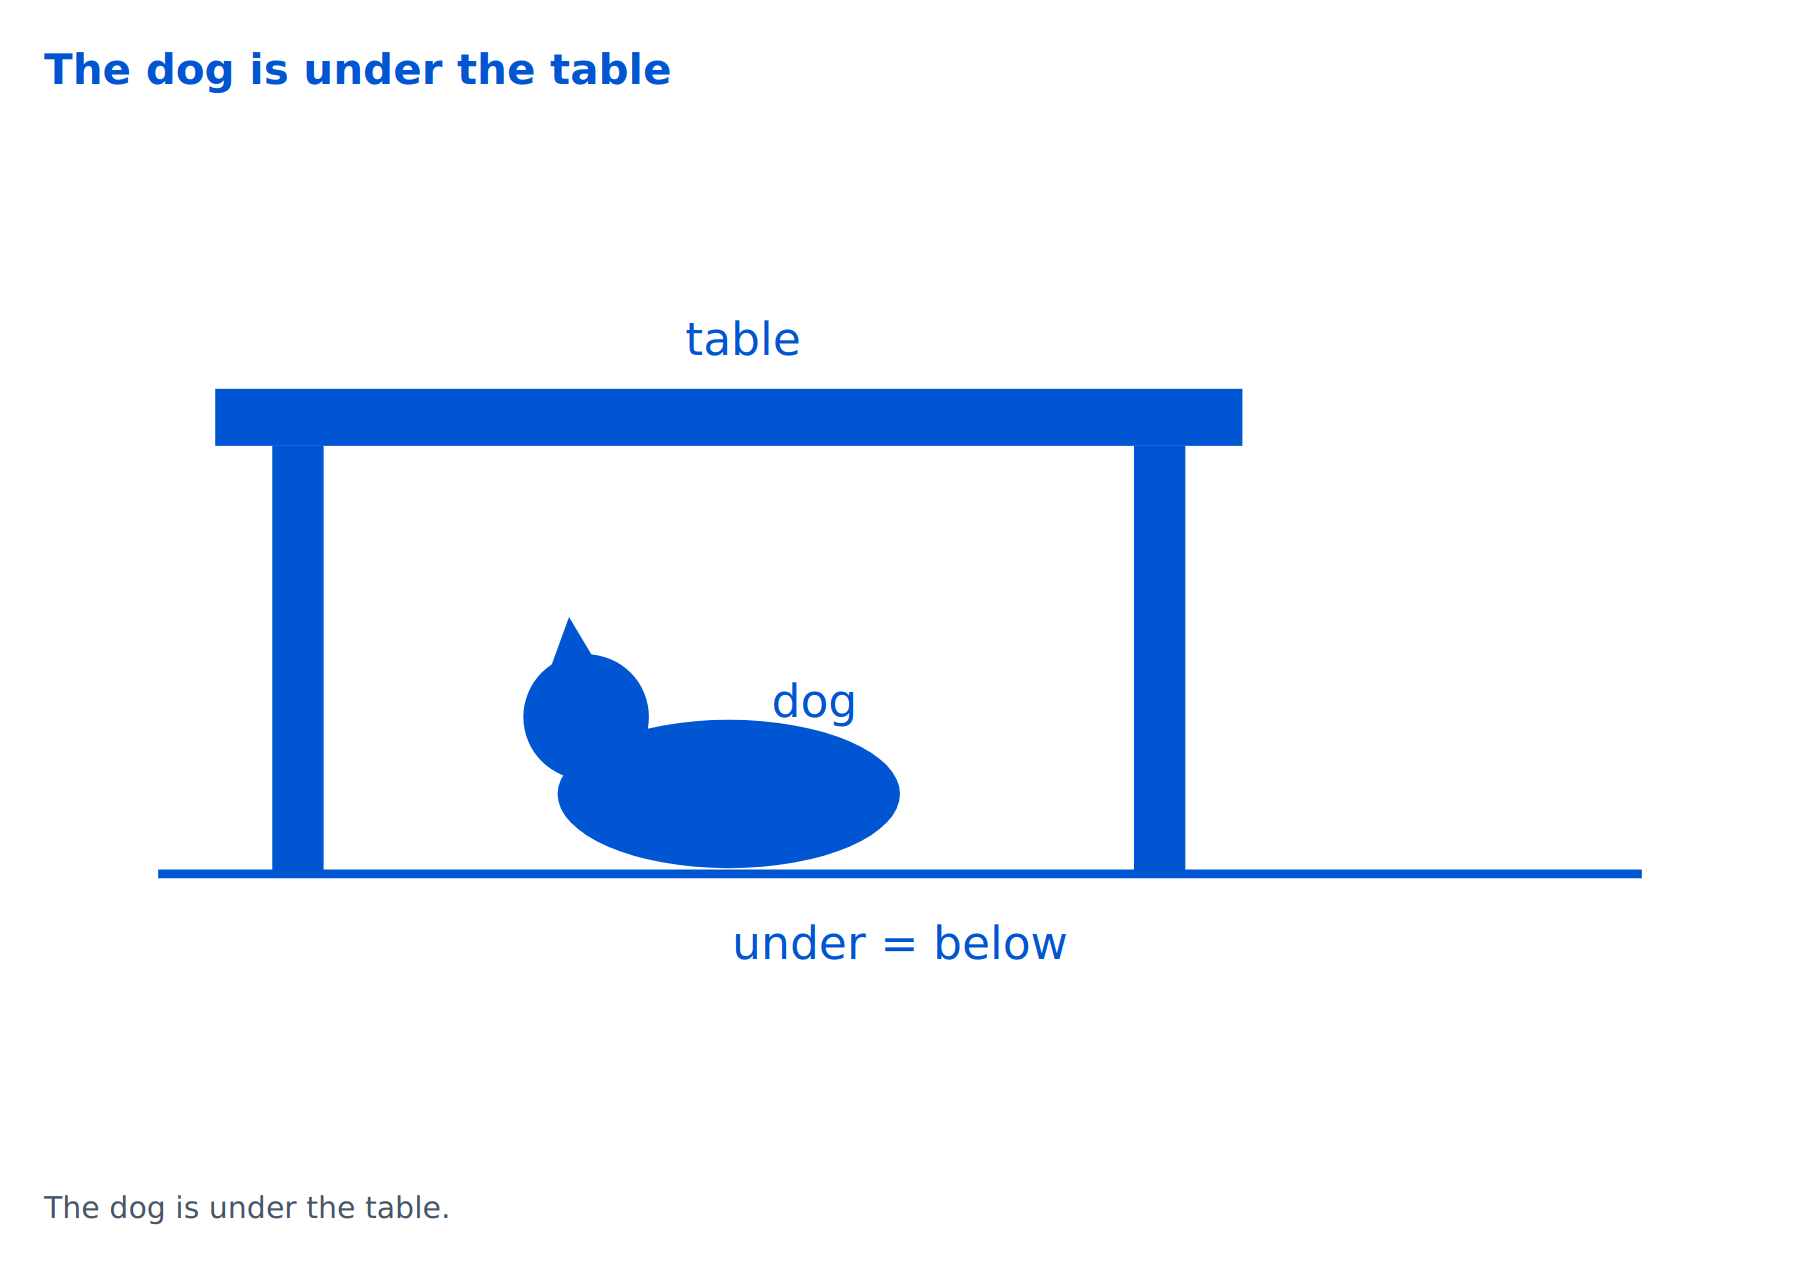 The dog is under the table
table
dog
under = below
The dog is under the table.